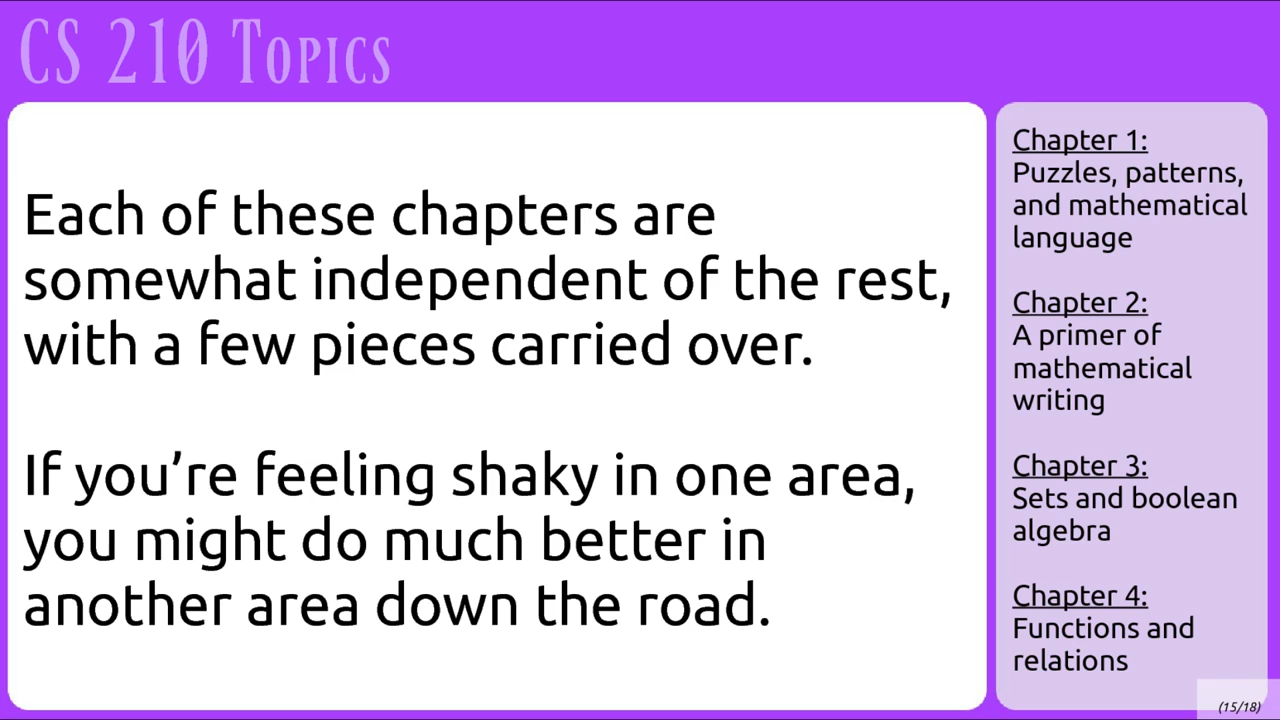 CS 210 Topics
Each of these chapters are
somewhat independent of the rest,
with a few pieces carried over.
If you’re feeling shaky in one area,
you might do much better in
another area down the road.
Chapter 1:
Puzzles, patterns,
and mathematical
language
Chapter 2:
A primer of
mathematical
writing
Chapter 3:
Sets and boolean
algebra
Chapter 4:
Functions and
relations
(15/18)